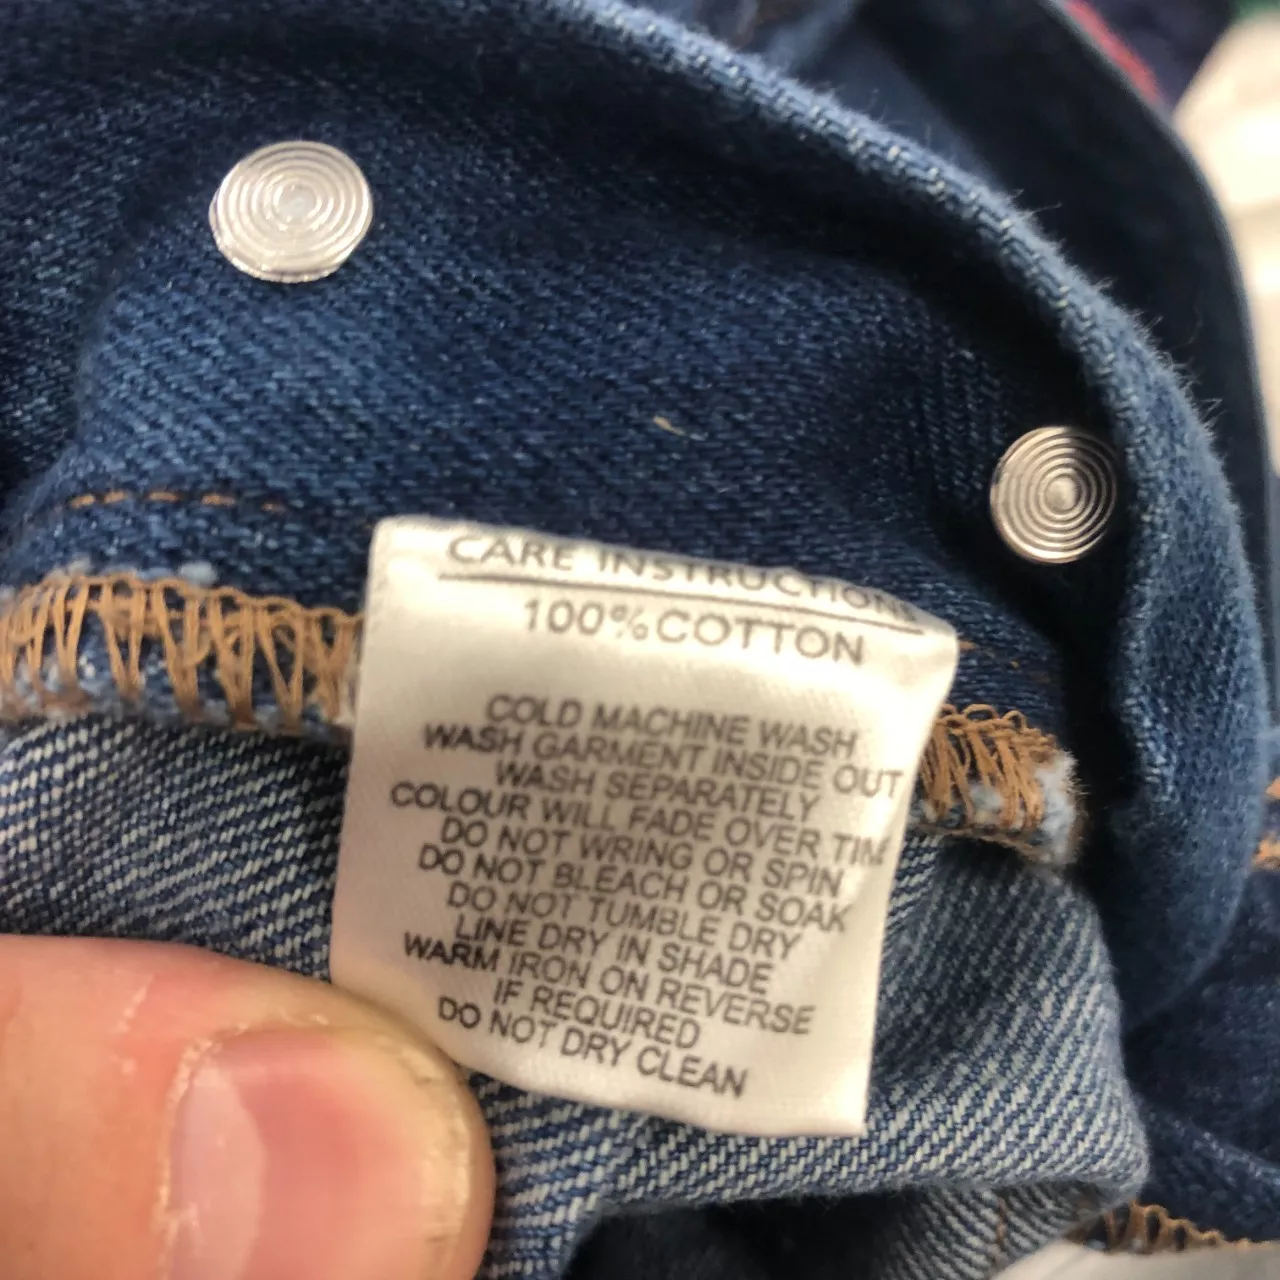 CARE INSTRUCTIONS
100%COTTON
COLD MACHINE WASH
WASH GARMENT INSIDE OUT
WASH SEPARATELY
COLOUR WILL FADE OVER TIME
DO NOT WRING OR SPIN
DO NOT BLEACH OR SOAK
DO NOT TUMBLE DRY
LINE DRY IN SHADE
WARM IRON ON REVERSE
IF REQUIRED
DO NOT DRY CLEAN